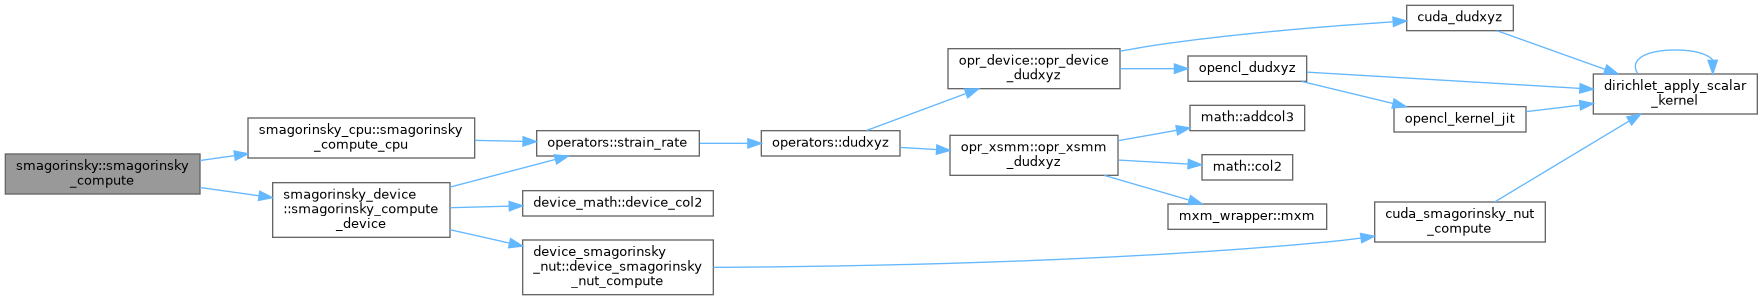 smagorinsky::smagorinsky
_compute
smagorinsky_cpu::smagorinsky
_compute_cpu
smagorinsky_device
::smagorinsky_compute
_device
operators::strain_rate
device_math::device_col2
device_smagorinsky
_nut::device_smagorinsky
_nut_compute
operators::dudxyz
opr_device::opr_device
_dudxyz
opr_xsmm::opr_xsmm
_dudxyz
cuda_dudxyz
opencl_dudxyz
math::addcol3
math::col2
mxm_wrapper::mxm
opencl_kernel_jit
cuda_smagorinsky_nut
_compute
dirichlet_apply_scalar
_kernel